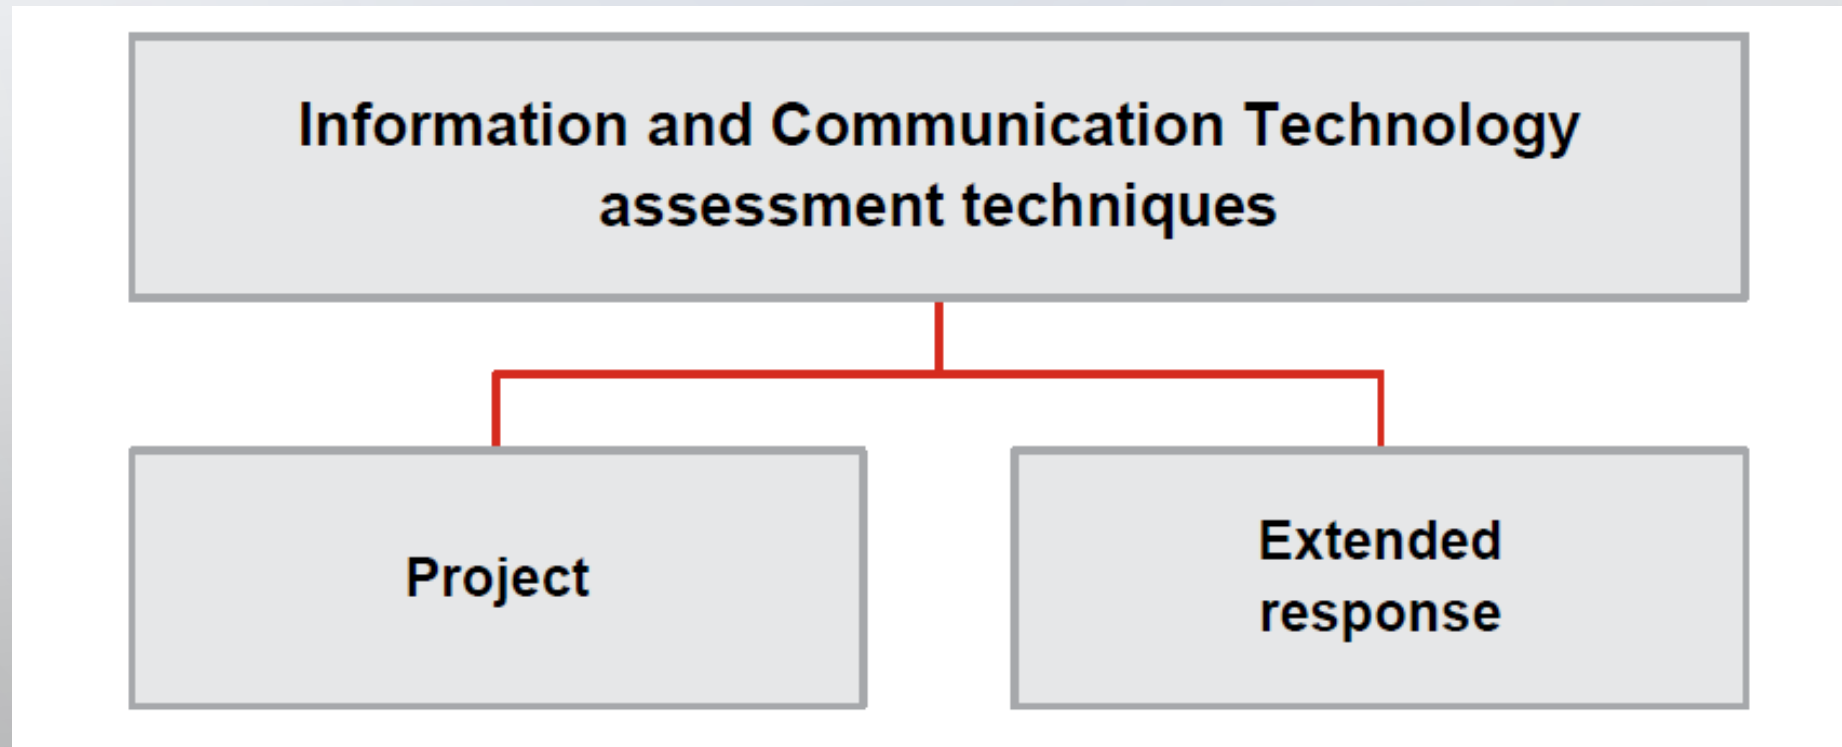 Information and Communication Technology
assessment techniques
Project
Extended
response